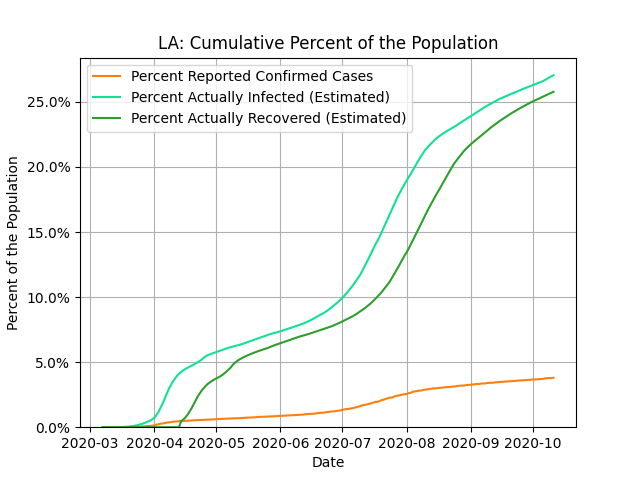 LA: Cumulative Percent of the Population
Percent Reported Confirmed Cases
Percent Actually Infected (Estimated)
Percent Actually Recovered (Estimated)
Percent of the Population
25.0%
20.0%
15.0%
10.0%
5.0%
0.0%
2020-03 2020-04 2020-05 2020-06 2020-07 2020-08 2020-09 2020-10
Date